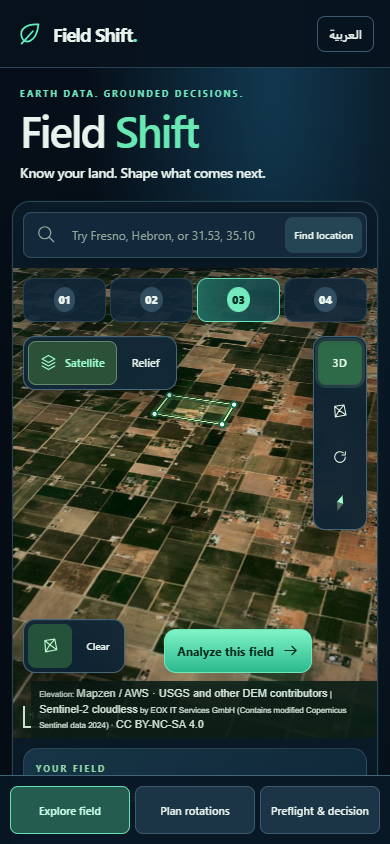 Field Shift.
العربية
EARTH DATA. GROUNDED DECISIONS.
Field Shift
Know your land. Shape what comes next.
Try Fresno, Hebron, or 31.53, 35.10
Find location
01
02
03
04
Satellite
Relief
3D
Clear
Analyze this field →
Elevation: Mapzen / AWS · USGS and other DEM contributors |
Sentinel-2 cloudless by EOX IT Services GmbH (Contains modified Copernicus
Sentinel data 2024) · CC BY-NC-SA 4.0
YOUR FIELD
Explore field
Plan rotations
Preflight & decision